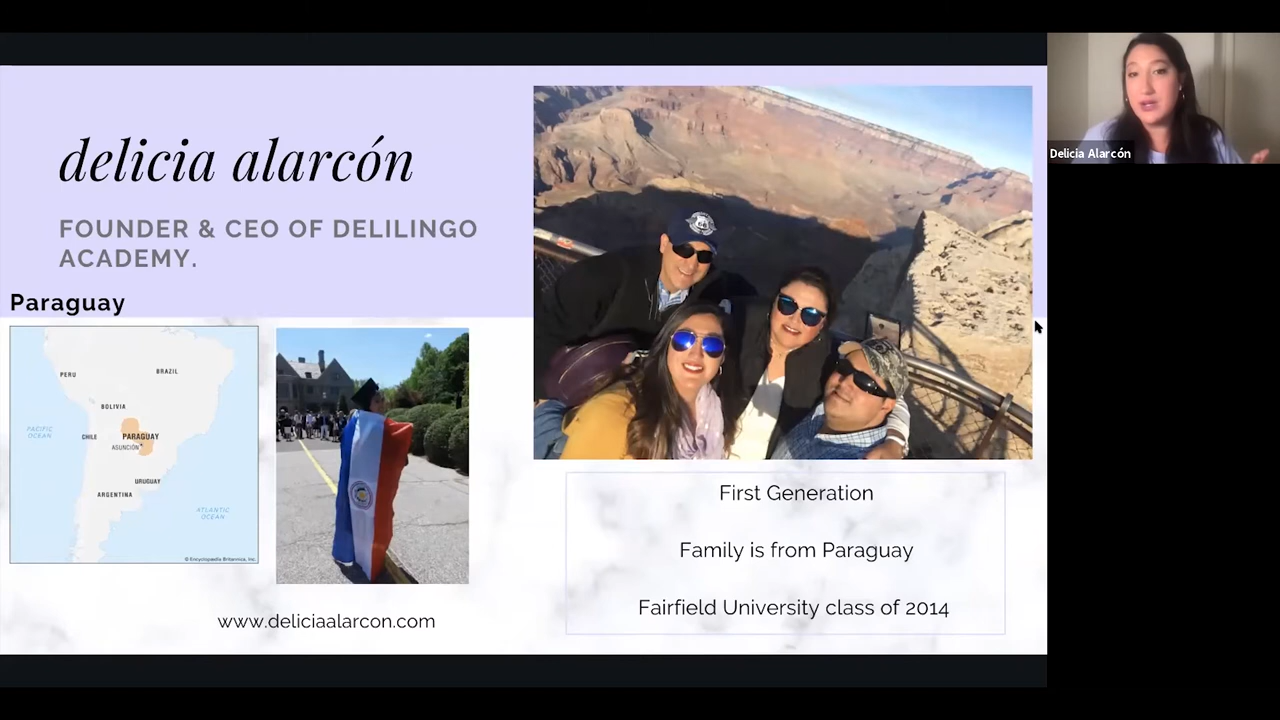 delicia alarcón
FOUNDER & CEO OF DELILINGO
ACADEMY.
Paraguay
PERU
BRAZIL
BOLIVIA
PACIFIC
OCEAN
CHILE
PARAGUAY
ASUNCIÓN
URUGUAY
ARGENTINA
ATLANTIC
OCEAN
© Encyclopædia Britannica, Inc.
www.deliciaalarcon.com
First Generation
Family is from Paraguay
Fairfield University class of 2014
Delicia Alarcón